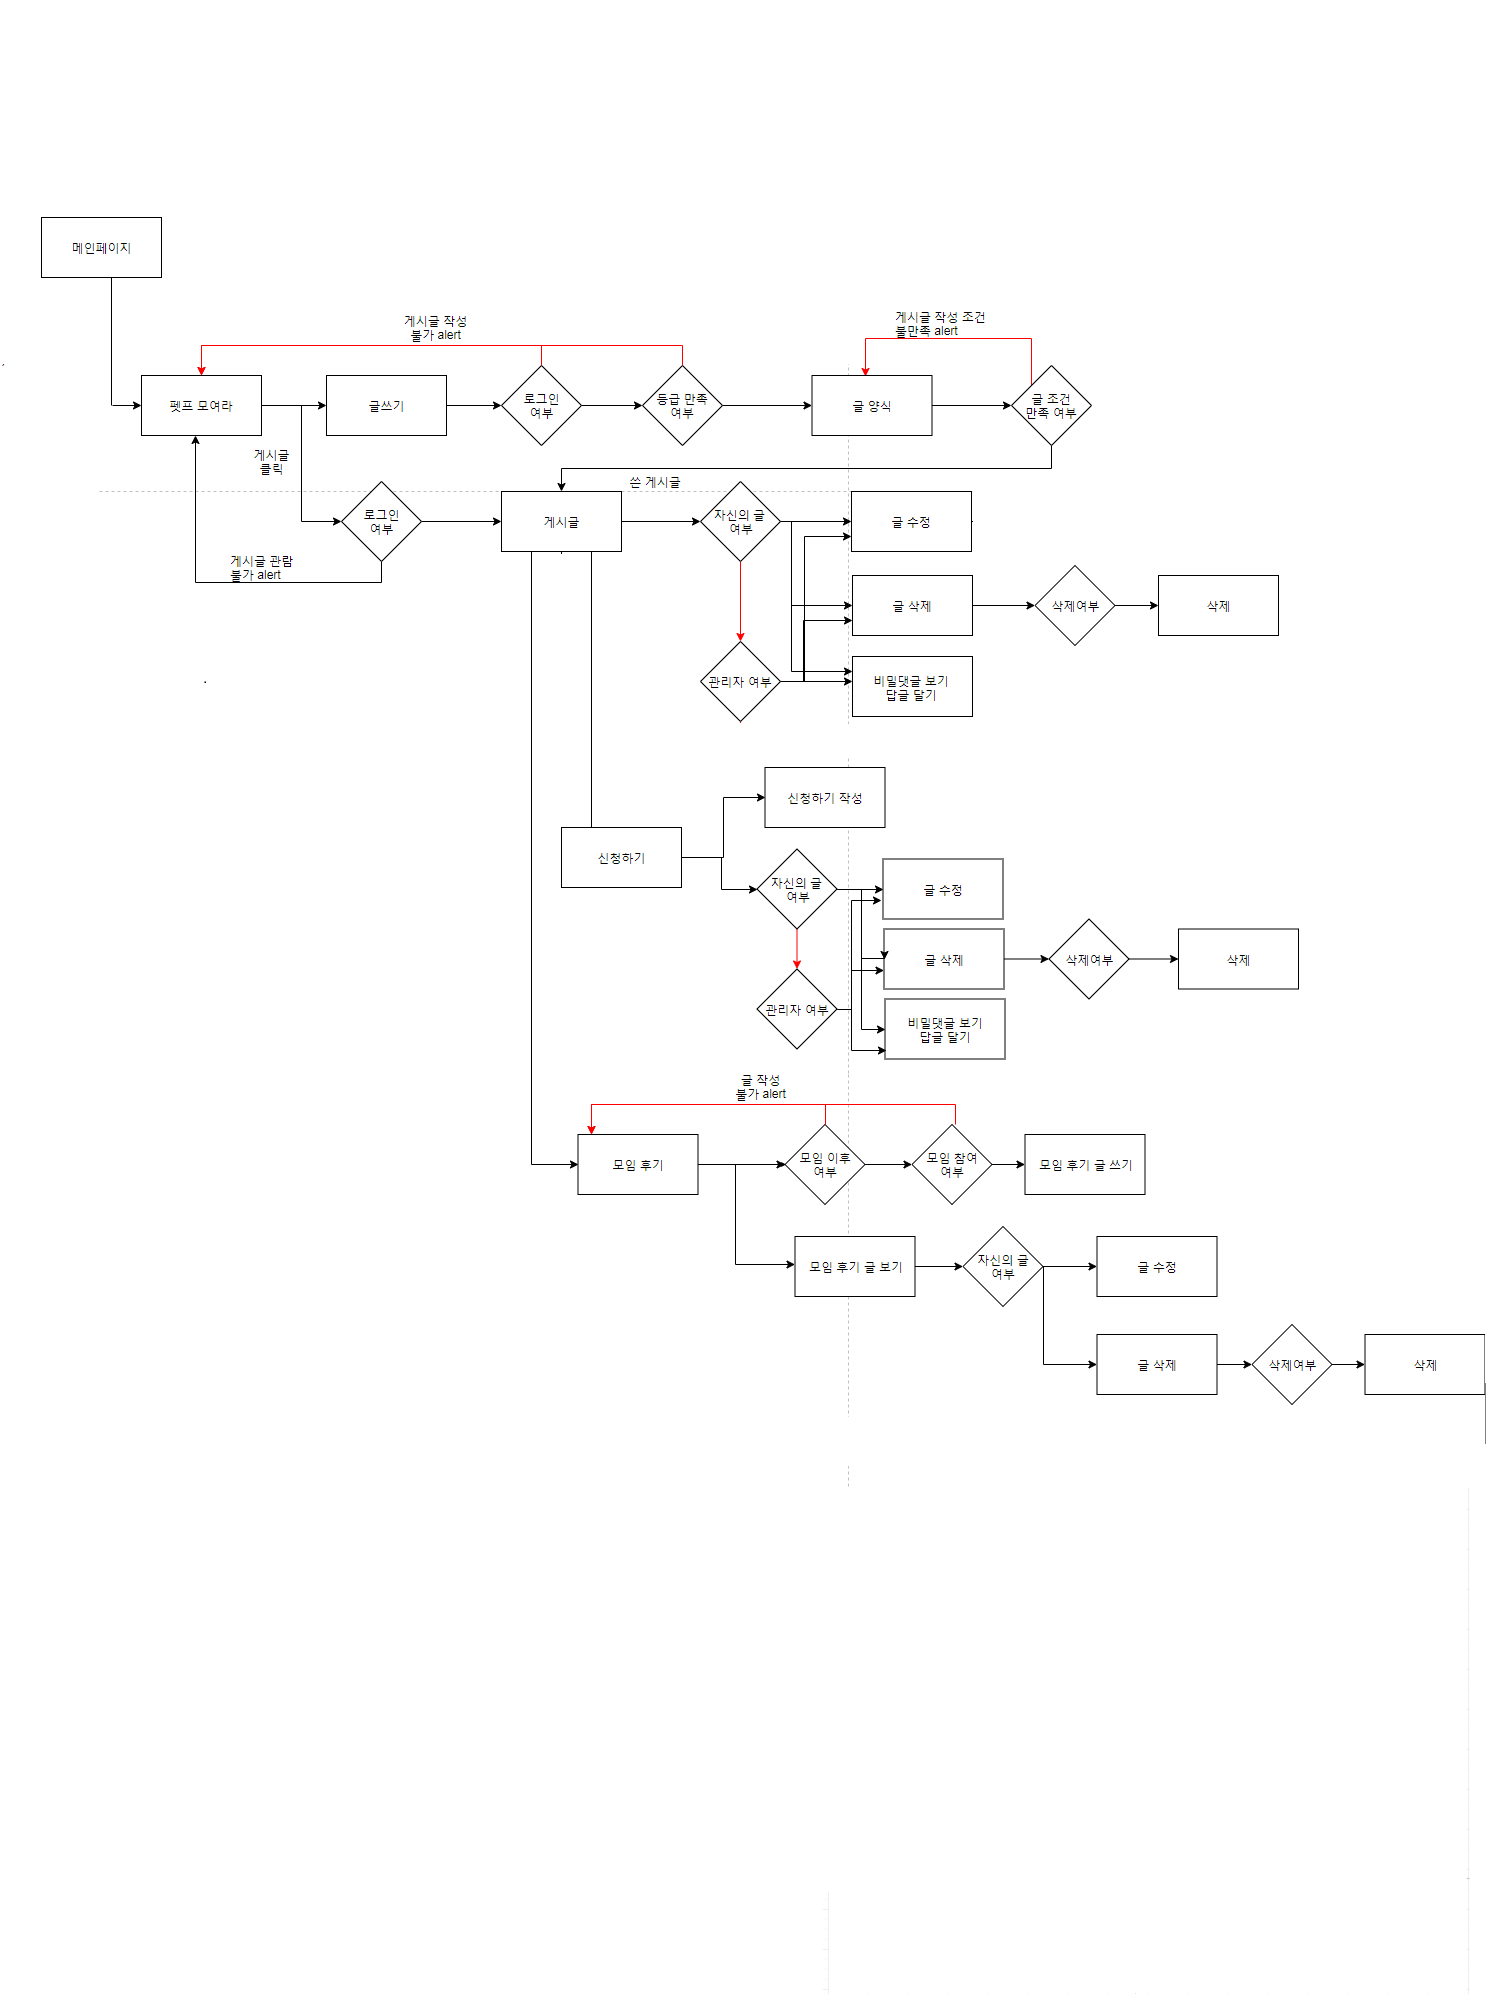 메인페이지
게시글 작성
불가 alert
게시글 작성 조건
불만족 alert
펫프 모여라
글쓰기
로그인
여부
등급 만족
여부
글 양식
글 조건
만족 여부
게시글
클릭
쓴 게시글
로그인
여부
게시글
자신의 글
여부
글 수정
게시글 관람
불가 alert
글 삭제
삭제여부
삭제
관리자 여부
비밀댓글 보기
답글 달기
신청하기 작성
신청하기
자신의 글
여부
글 수정
글 삭제
삭제여부
삭제
관리자 여부
비밀댓글 보기
답글 달기
글 작성
불가 alert
모임 후기
모임 이후
여부
모임 참여
여부
모임 후기 글 쓰기
모임 후기 글 보기
자신의 글
여부
글 수정
글 삭제
삭제여부
삭제